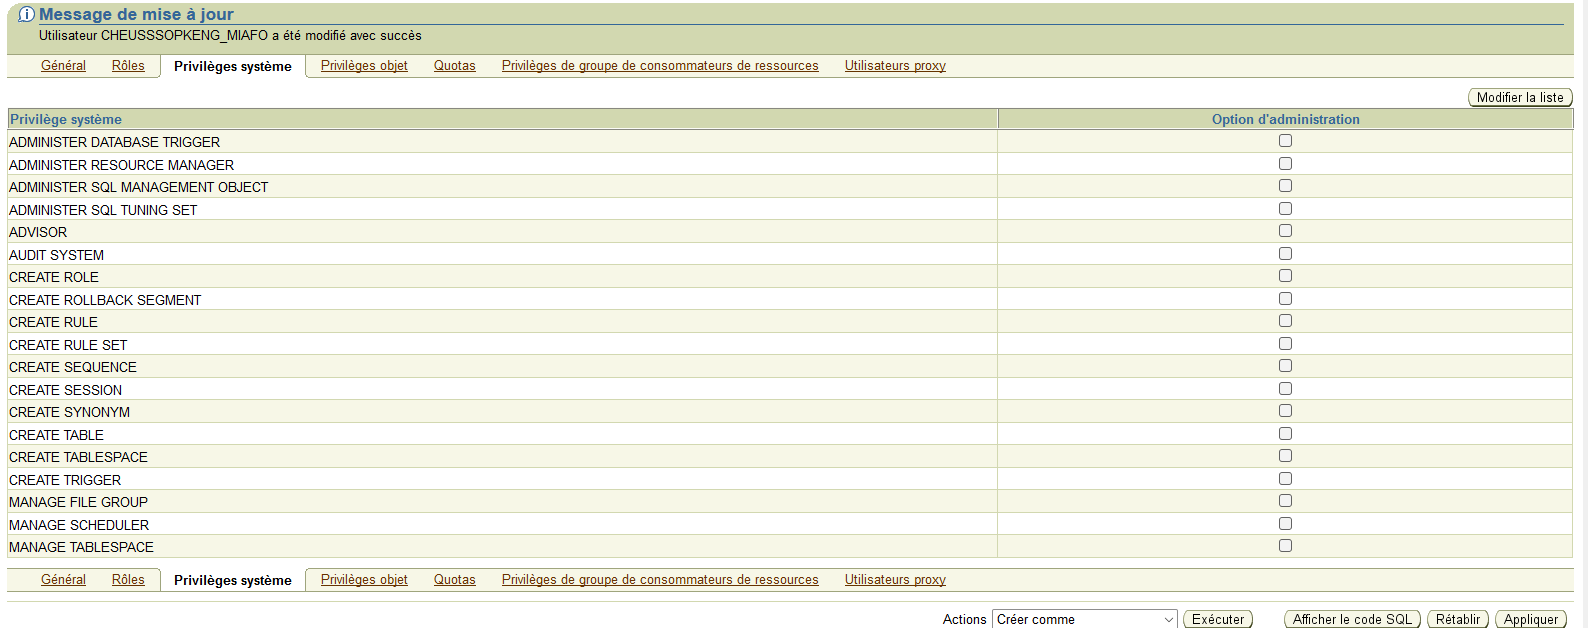 Message de mise à jour
Utilisateur CHEUSSSOPKENG_MIAFO a été modifié avec succès
Général Rôles Privilèges système Privilèges objet Quotas Privilèges de groupe de consommateurs de ressources Utilisateurs proxy
Modifier la liste
Privilège système Option d'administration
ADMINISTER DATABASE TRIGGER
ADMINISTER RESOURCE MANAGER
ADMINISTER SQL MANAGEMENT OBJECT
ADMINISTER SQL TUNING SET
ADVISOR
AUDIT SYSTEM
CREATE ROLE
CREATE ROLLBACK SEGMENT
CREATE RULE
CREATE RULE SET
CREATE SEQUENCE
CREATE SESSION
CREATE SYNONYM
CREATE TABLE
CREATE TABLESPACE
CREATE TRIGGER
MANAGE FILE GROUP
MANAGE SCHEDULER
MANAGE TABLESPACE
Général Rôles Privilèges système Privilèges objet Quotas Privilèges de groupe de consommateurs de ressources Utilisateurs proxy
Actions Créer comme Exécuter Afficher le code SQL Rétablir Appliquer